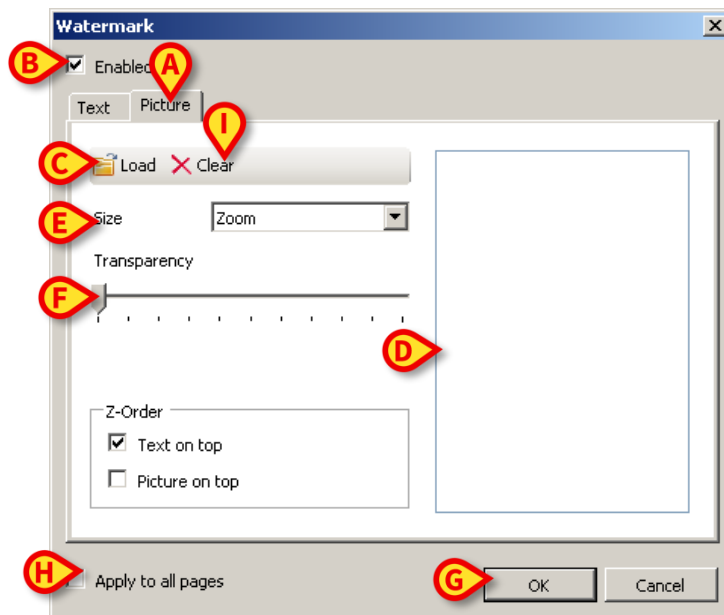 Watermark
B
Enabled
A
Text
Picture
I
C
Load
Clear
E
Size
Zoom
Transparency
F
D
Z-Order
Text on top
Picture on top
H
Apply to all pages
G
OK
Cancel